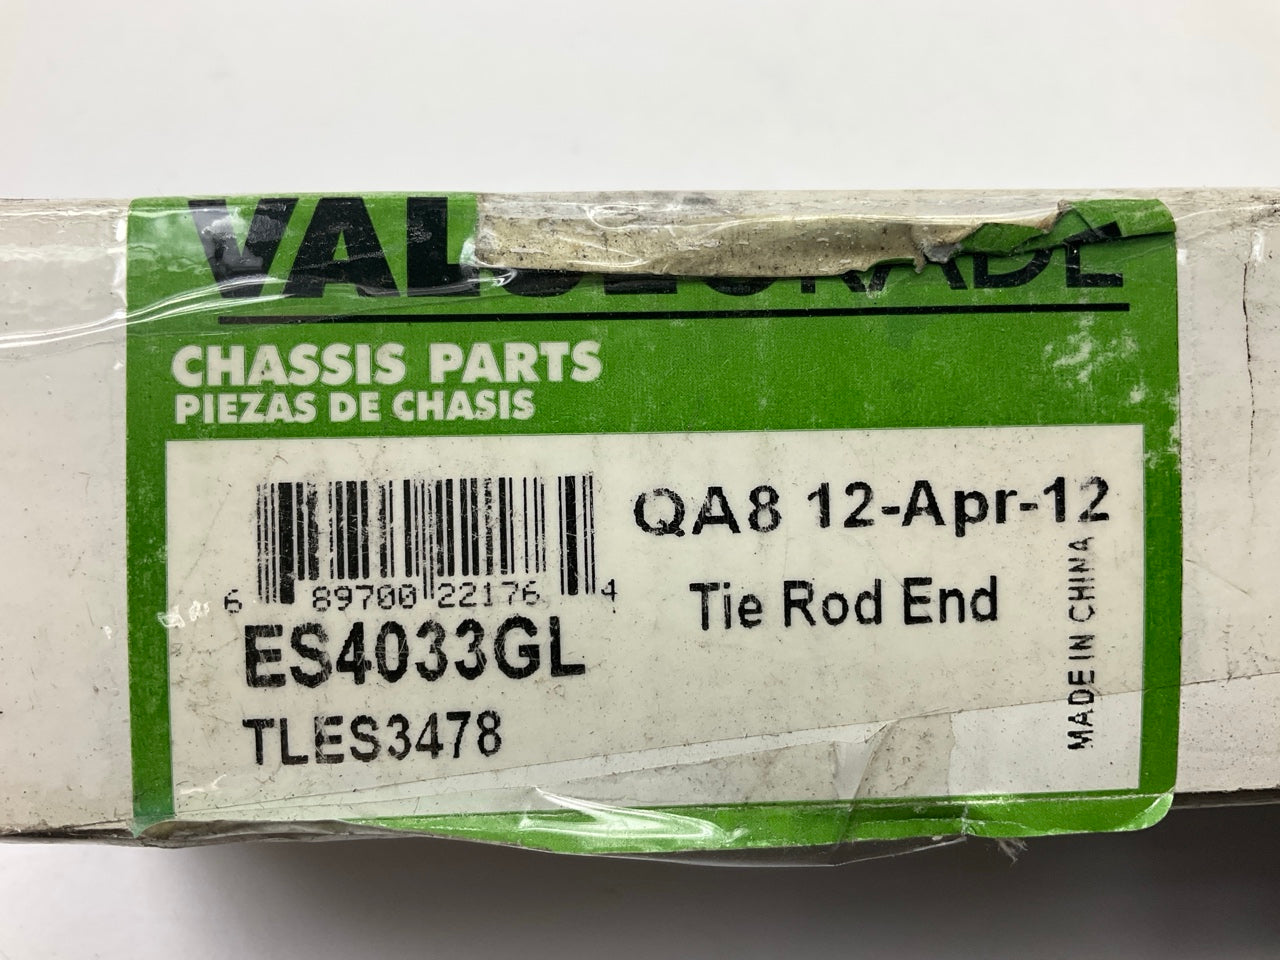 VALUEGRADE
CHASSIS PARTS
PIEZAS DE CHASIS
QA8 12-Apr-12
6 89700 22176 4
Tie Rod End
ES4033GL
TLES3478
MADE IN CHINA